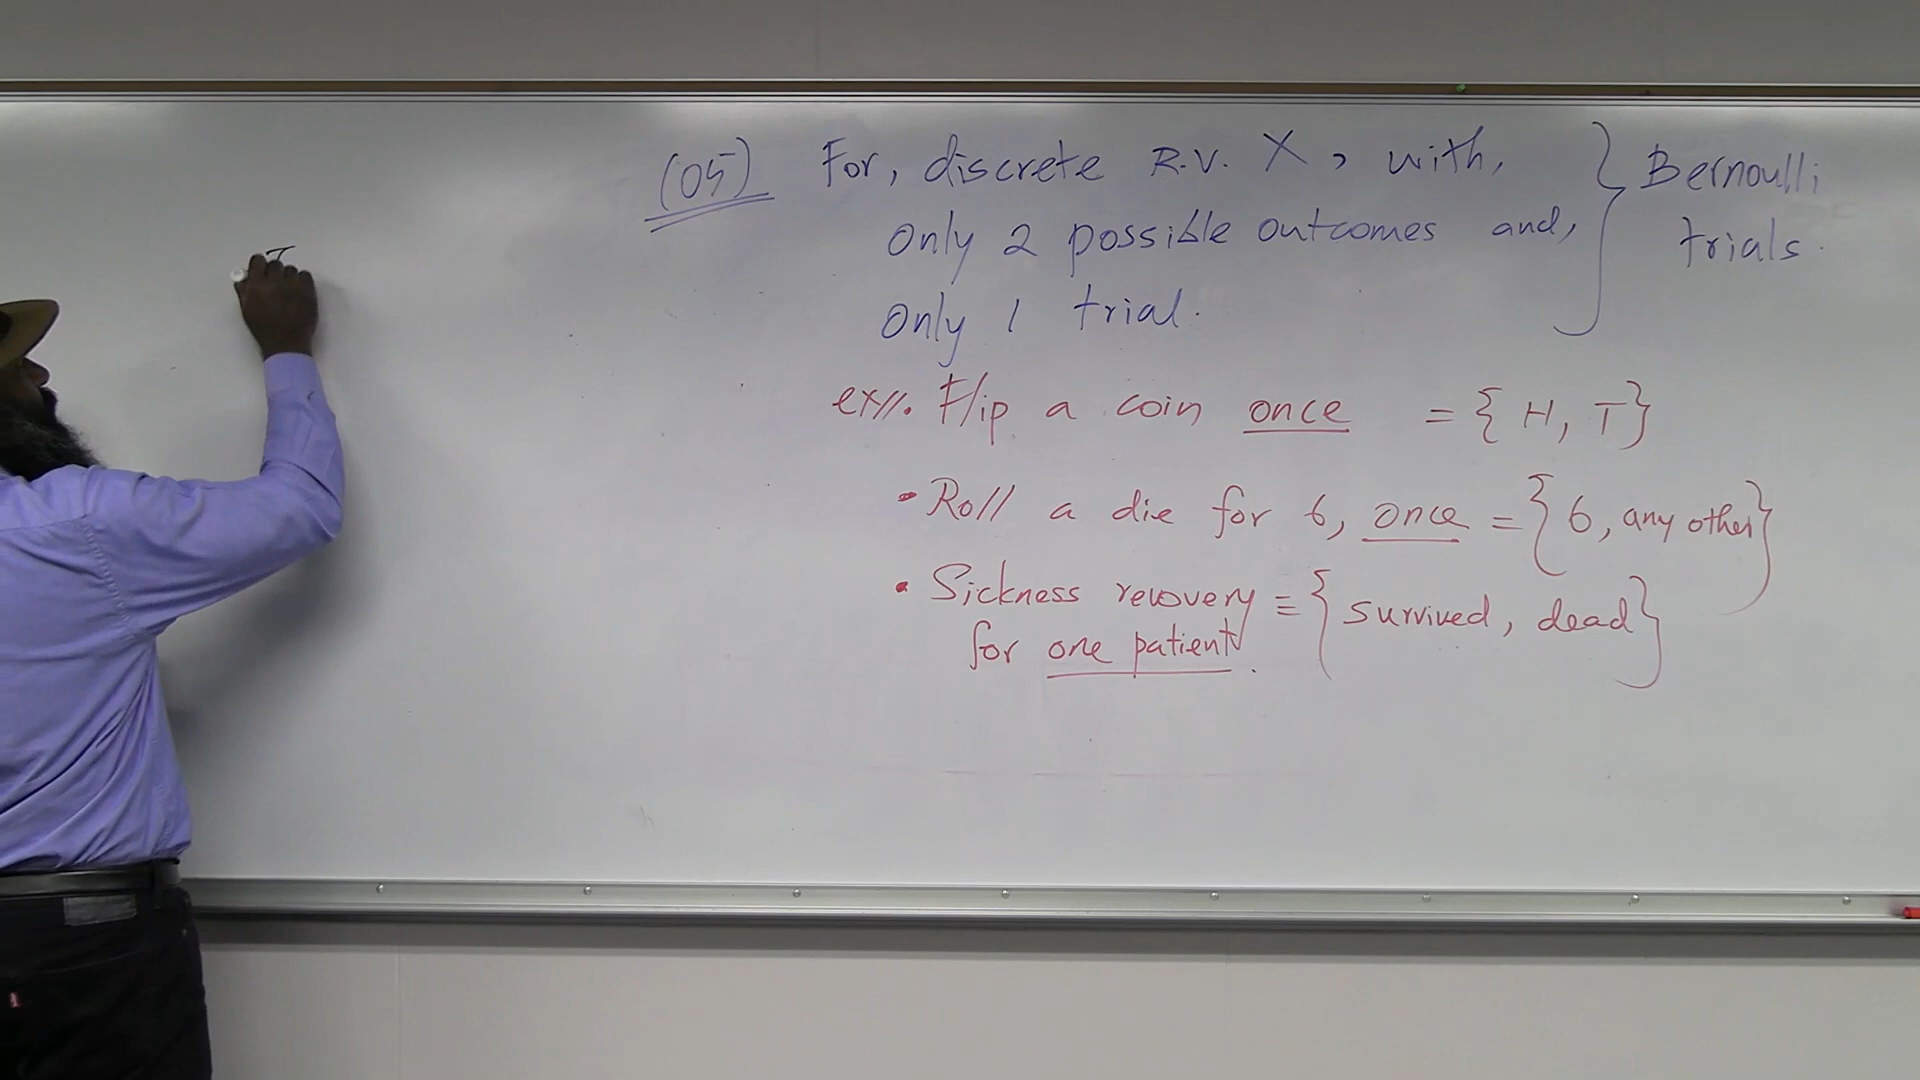 (05) For, discrete R.V. X, with,
Only 2 possible outcomes and,
Only 1 trial.
} Bernoulli
trials.
ex//. Flip a coin once = {H, T}
• Roll a die for 6, once = {6, any other}
• Sickness recovery ≡ {survived, dead}
for one patient.